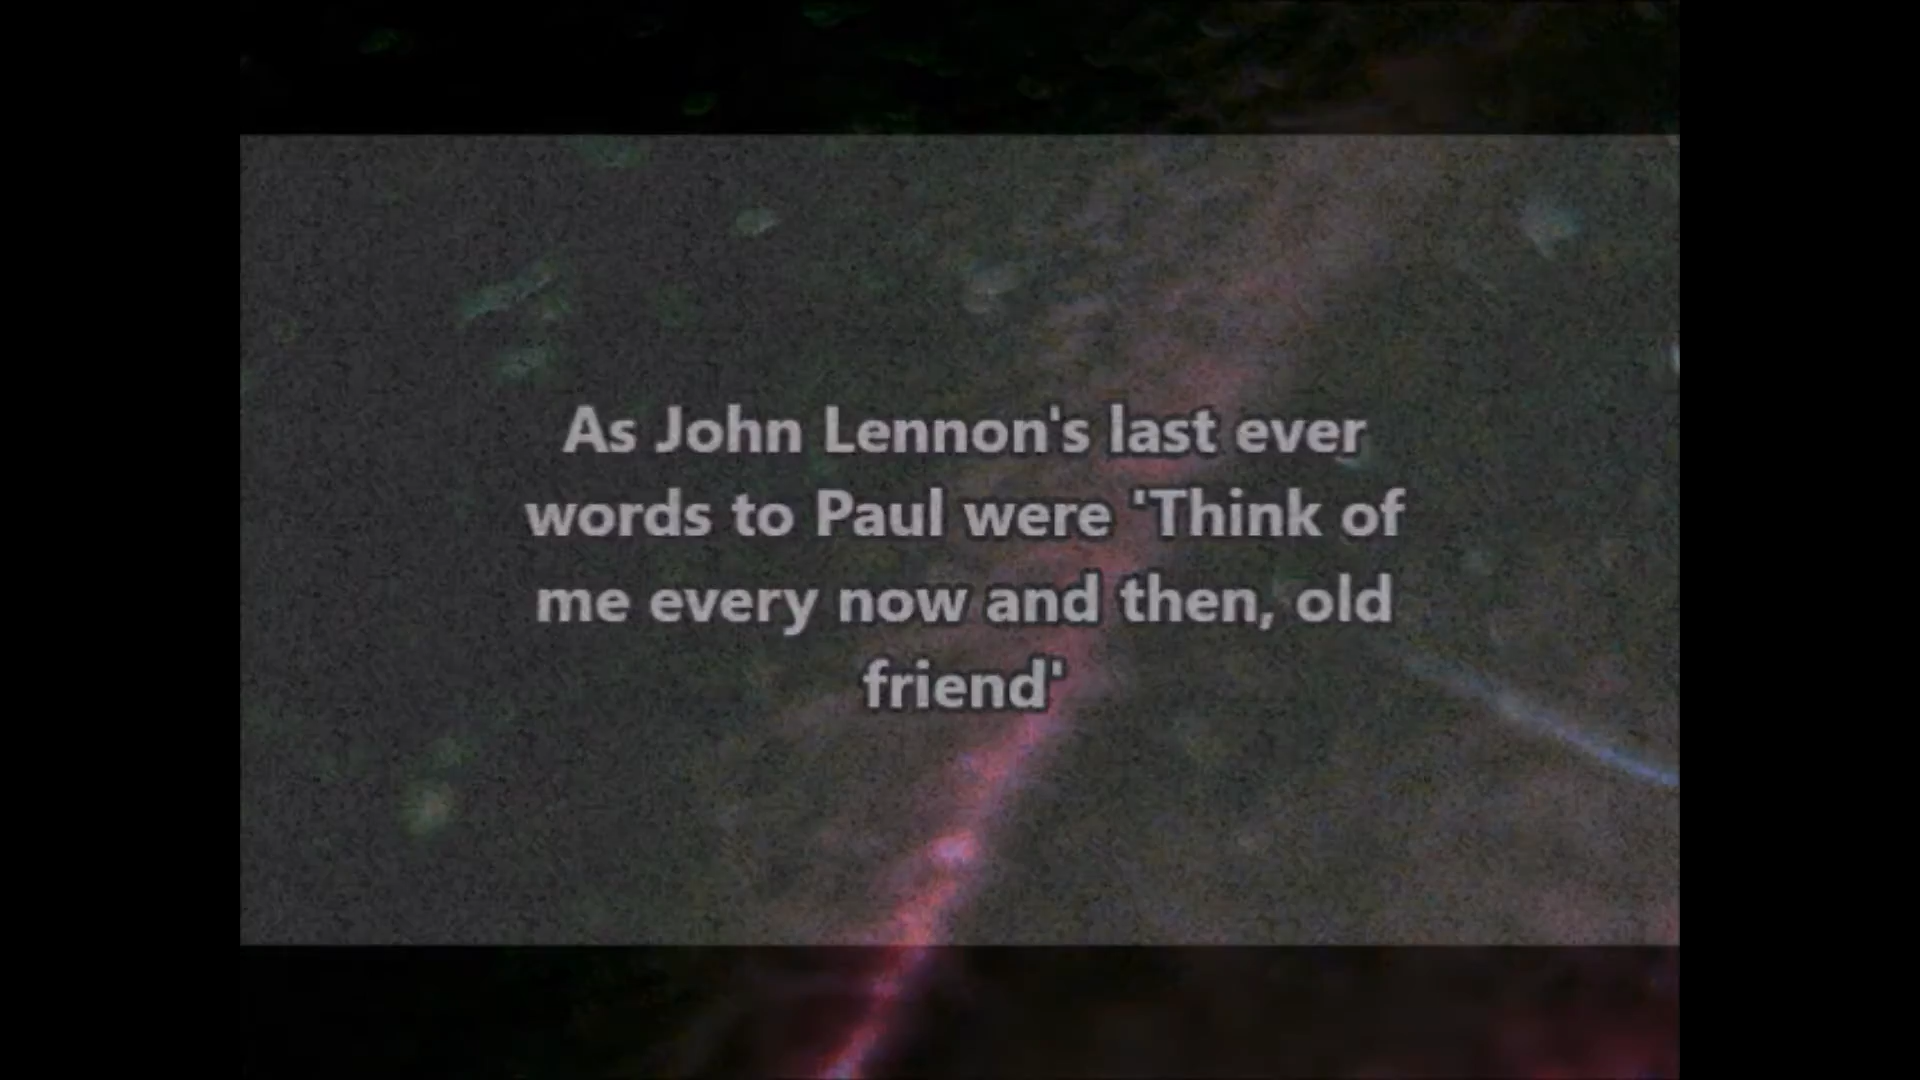 As John Lennon's last ever
words to Paul were 'Think of
me every now and then, old
friend'